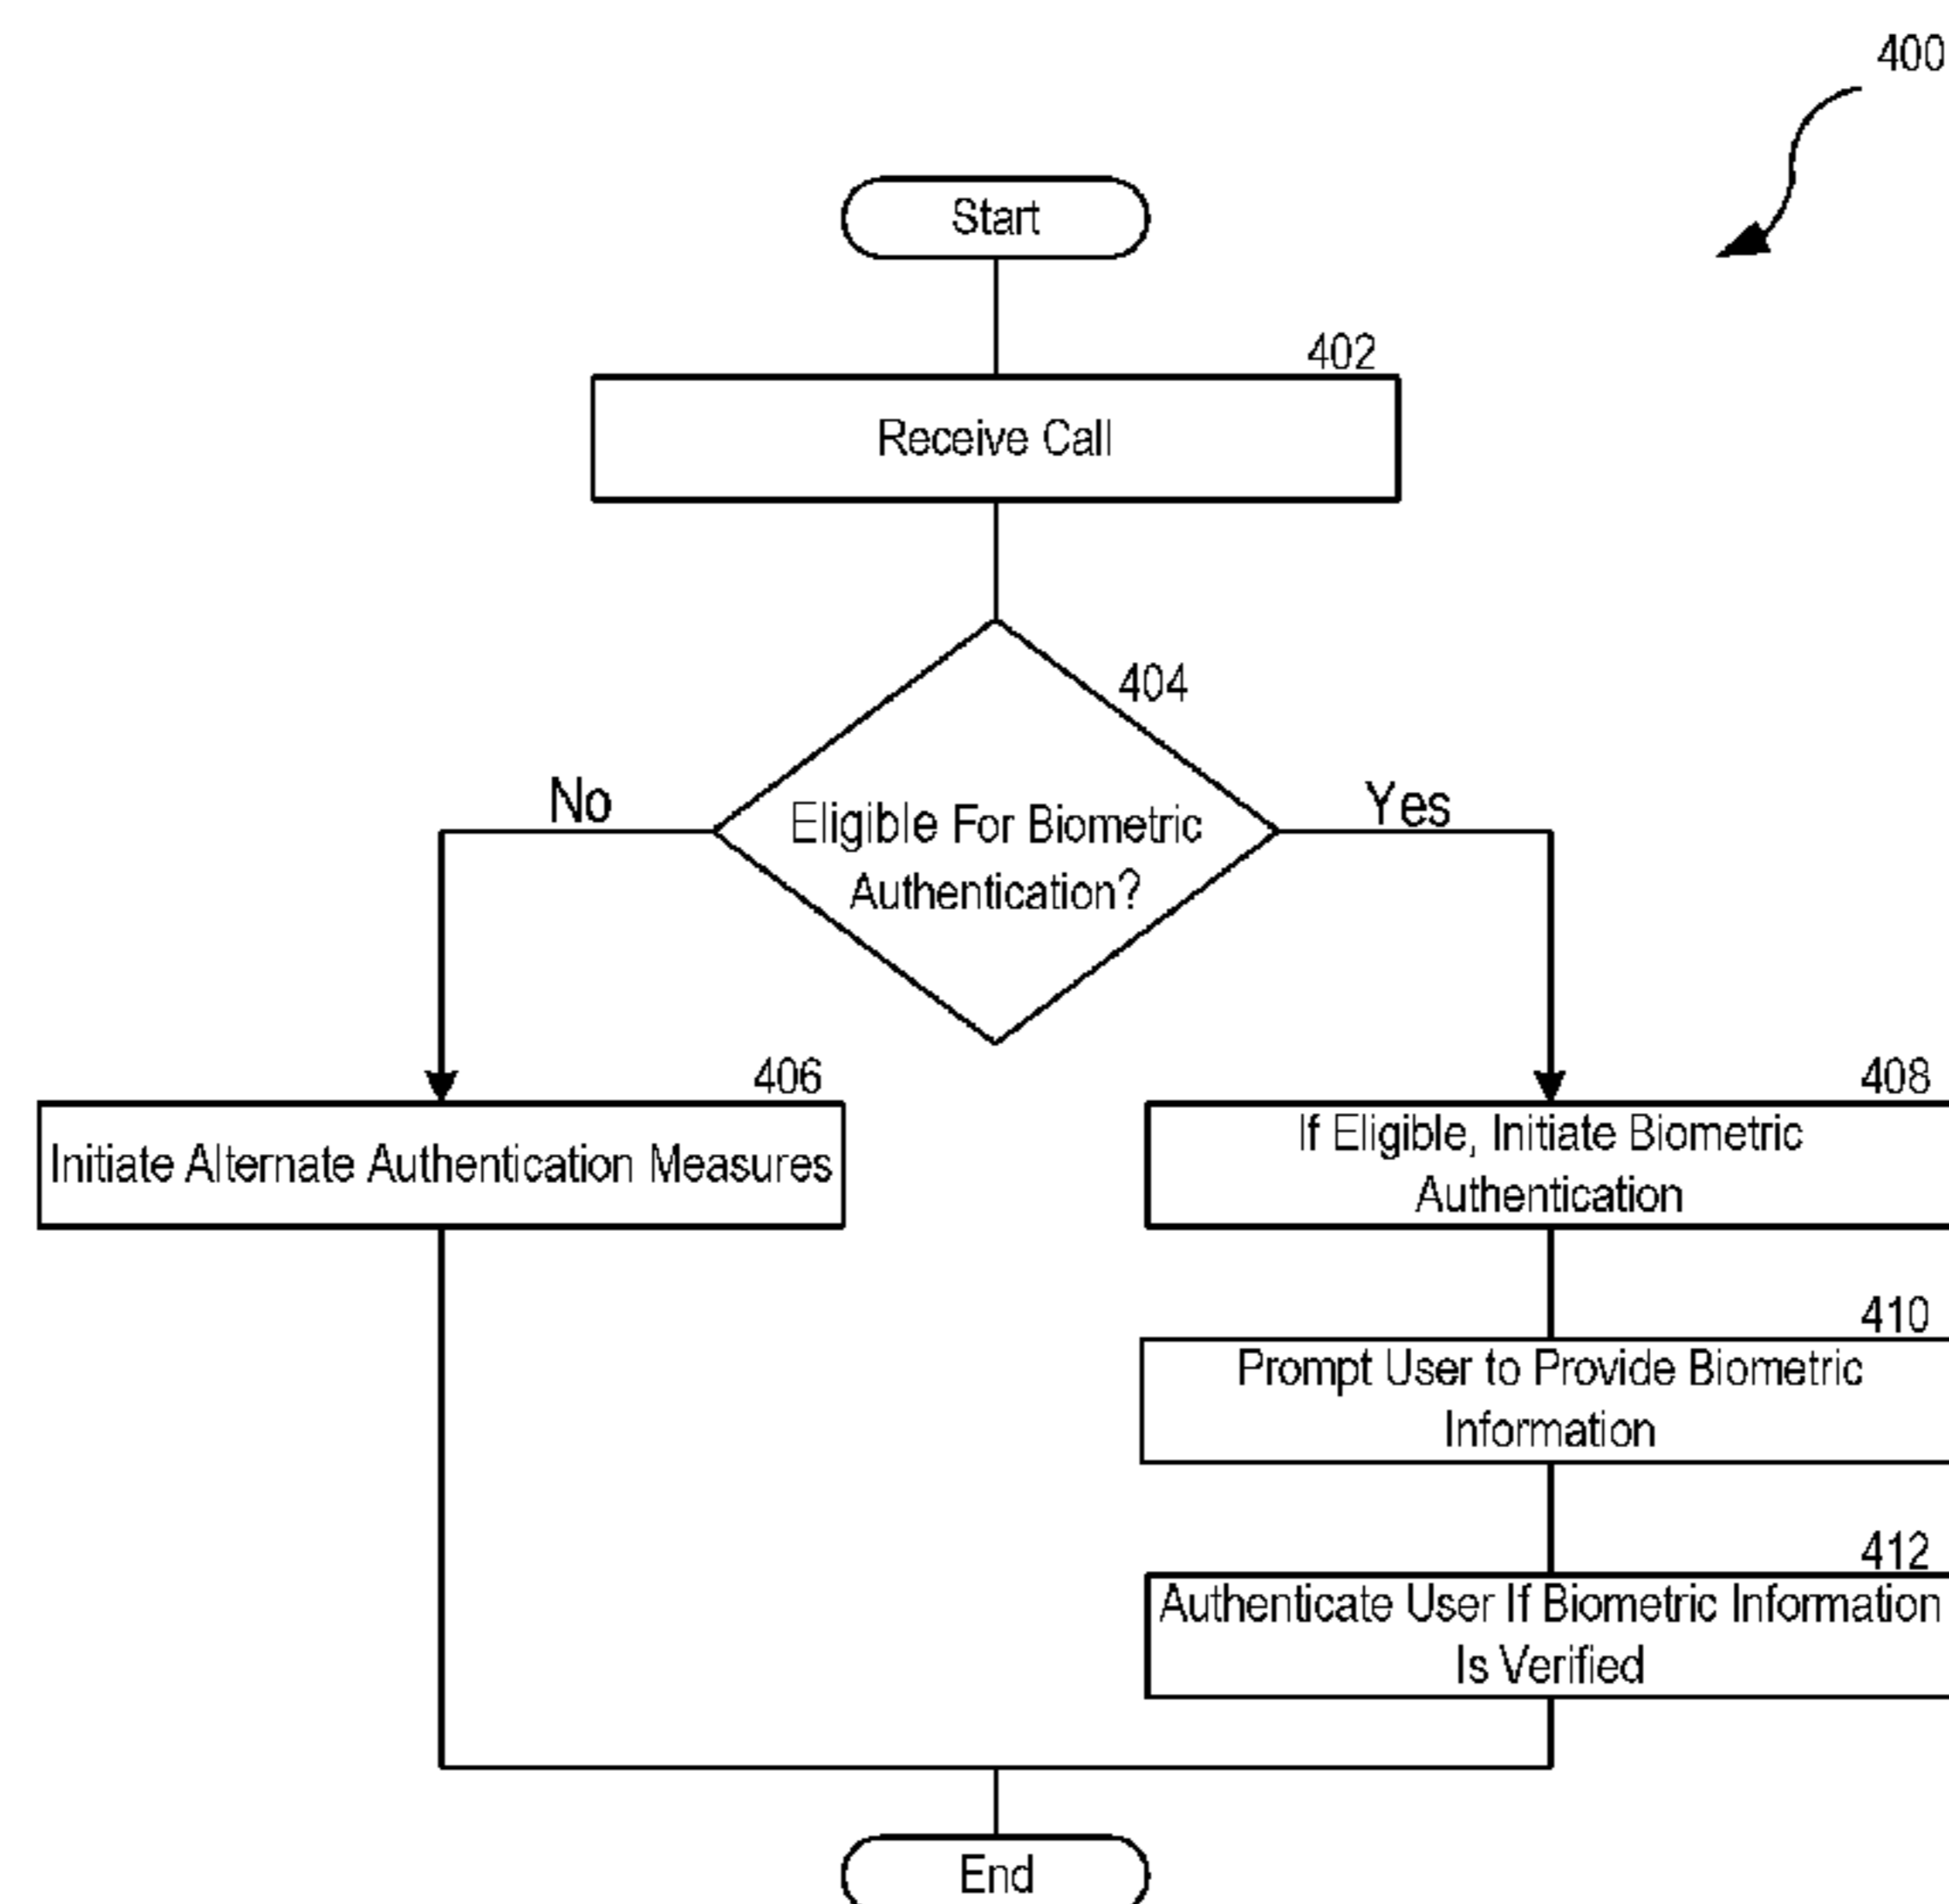 400
Start
402
Receive Call
404
No
Yes
Eligible For Biometric
Authentication?
406
Initiate Alternate Authentication Measures
408
If Eligible, Initiate Biometric
Authentication
410
Prompt User to Provide Biometric
Information
412
Authenticate User If Biometric Information
Is Verified
End